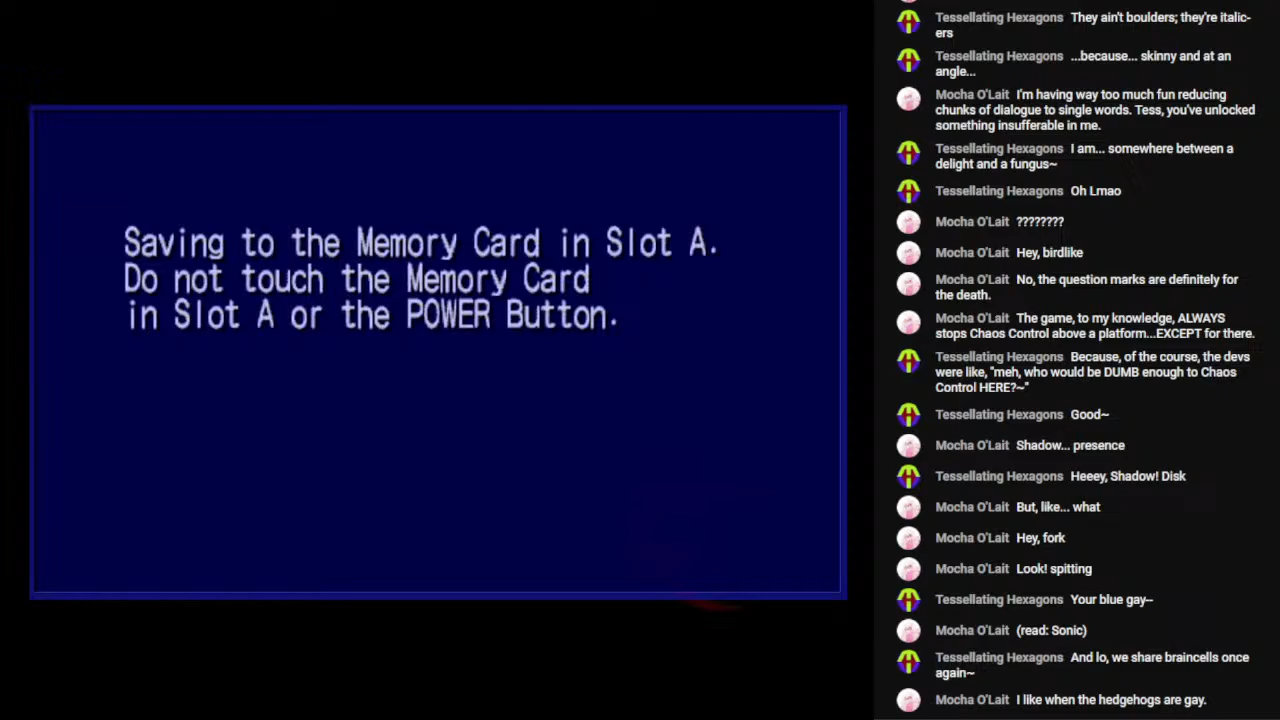 Saving to the Memory Card in Slot A.
Do not touch the Memory Card
in Slot A or the POWER Button.
Tessellating Hexagons They ain't boulders; they're italic-
ers
Tessellating Hexagons ...because... skinny and at an
angle...
Mocha O'Lait I'm having way too much fun reducing
chunks of dialogue to single words. Tess, you've unlocked
something insufferable in me.
Tessellating Hexagons I am... somewhere between a
delight and a fungus~
Tessellating Hexagons Oh Lmao
Mocha O'Lait ????????
Mocha O'Lait Hey, birdlike
Mocha O'Lait No, the question marks are definitely for
the death.
Mocha O'Lait The game, to my knowledge, ALWAYS
stops Chaos Control above a platform...EXCEPT for there.
Tessellating Hexagons Because, of the course, the devs
were like, "meh, who would be DUMB enough to Chaos
Control HERE?~"
Tessellating Hexagons Good~
Mocha O'Lait Shadow... presence
Tessellating Hexagons Heeey, Shadow! Disk
Mocha O'Lait But, like... what
Mocha O'Lait Hey, fork
Mocha O'Lait Look! spitting
Tessellating Hexagons Your blue gay--
Mocha O'Lait (read: Sonic)
Tessellating Hexagons And lo, we share braincells once
again~
Mocha O'Lait I like when the hedgehogs are gay.